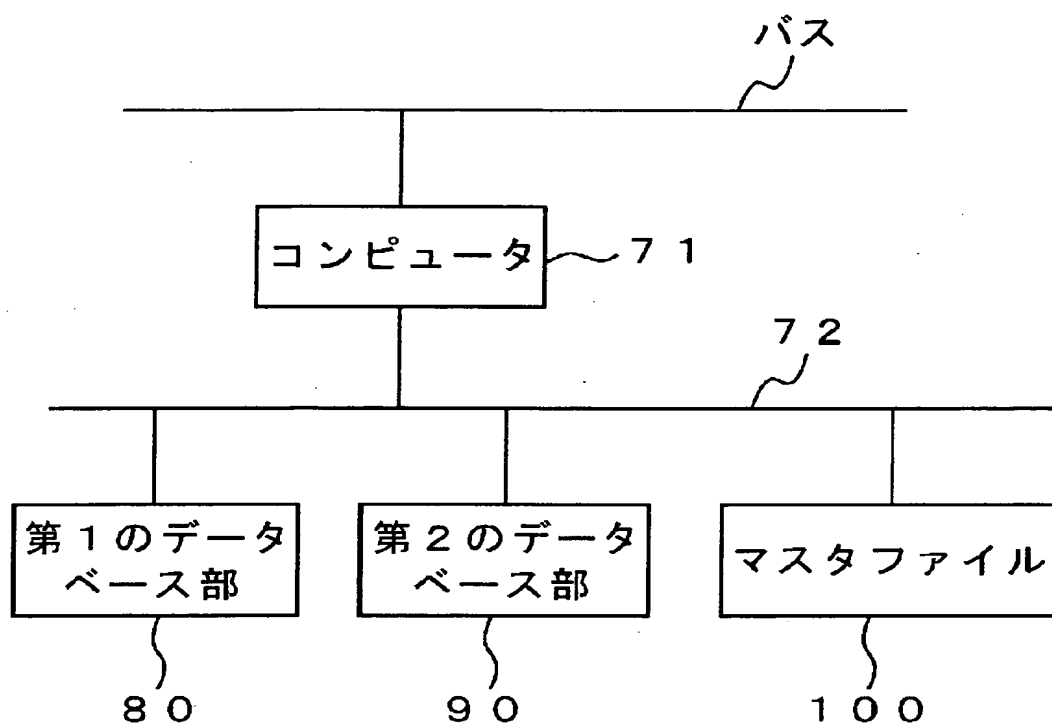 バス
コンピュータ
７１
７２
第１のデータ
ベース部
第２のデータ
ベース部
マスタファイル
８０
９０
１００